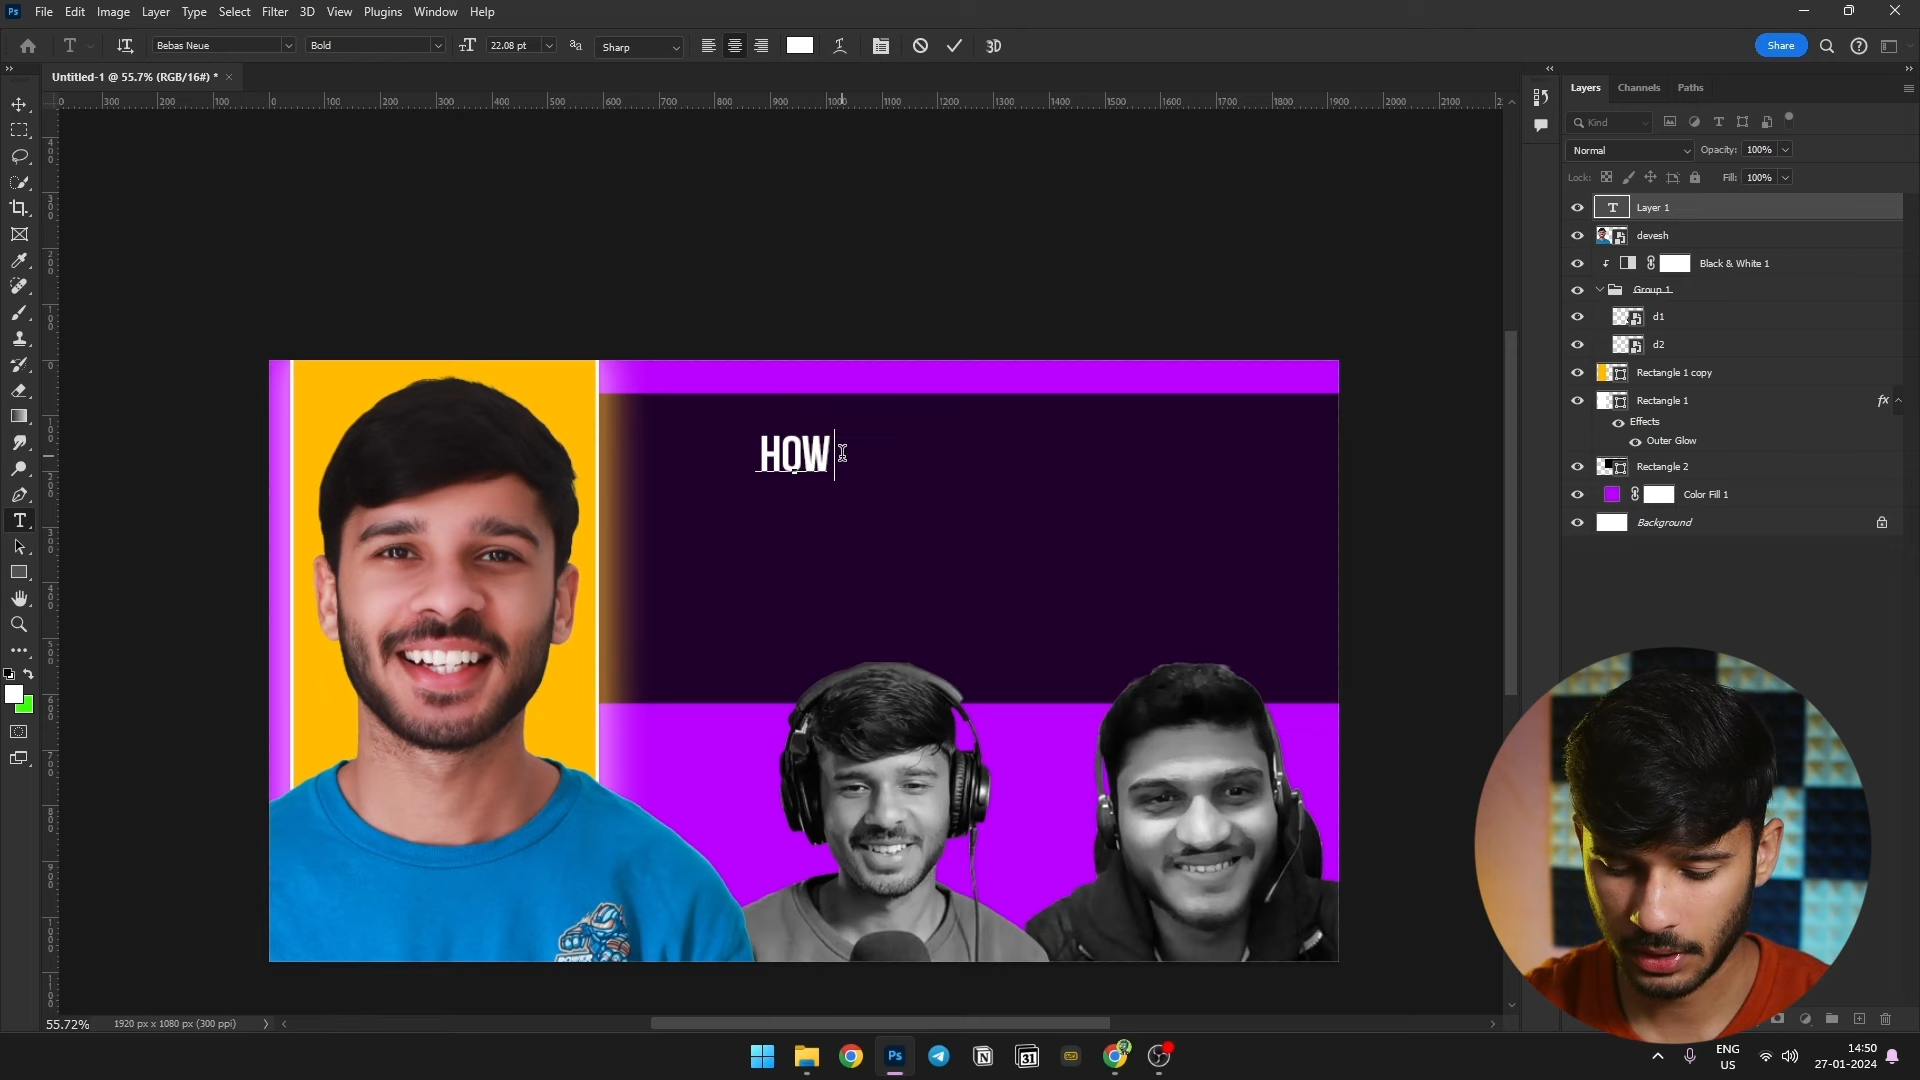 Ps File Edit Image Layer Type Select Filter 3D View Plugins Window Help
Bebas Neue Bold 22.08 pt Sharp 3D Share
Untitled-1 @ 55.7% (RGB/16#) *
Layers Channels Paths
Kind
Normal Opacity: 100%
Lock: Fill: 100%
T Layer 1
devesh
Black & White 1
Group 1
d1
d2
Rectangle 1 copy
Rectangle 1 fx
Effects
Outer Glow
Rectangle 2
Color Fill 1
Background
HOW
POWER
55.72% 1920 px x 1080 px (300 ppi)
Ps 31
ENG
US
14:50
27-01-2024